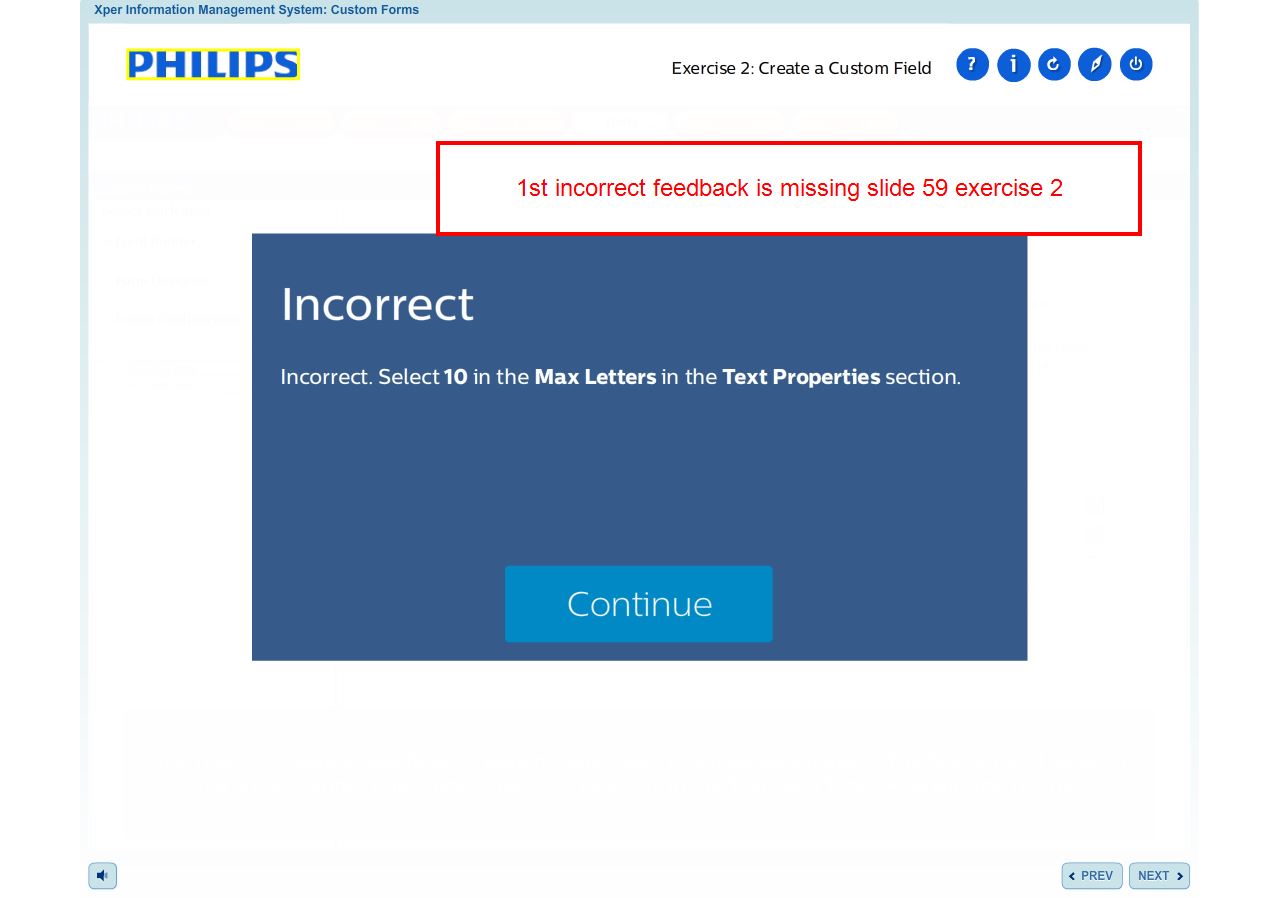 Xper Information Management System: Custom Forms
PHILIPS
Exercise 2: Create a Custom Field
?
i
1st incorrect feedback is missing slide 59 exercise 2
Incorrect
Incorrect. Select 10 in the Max Letters in the Text Properties section.
Continue
PREV
NEXT